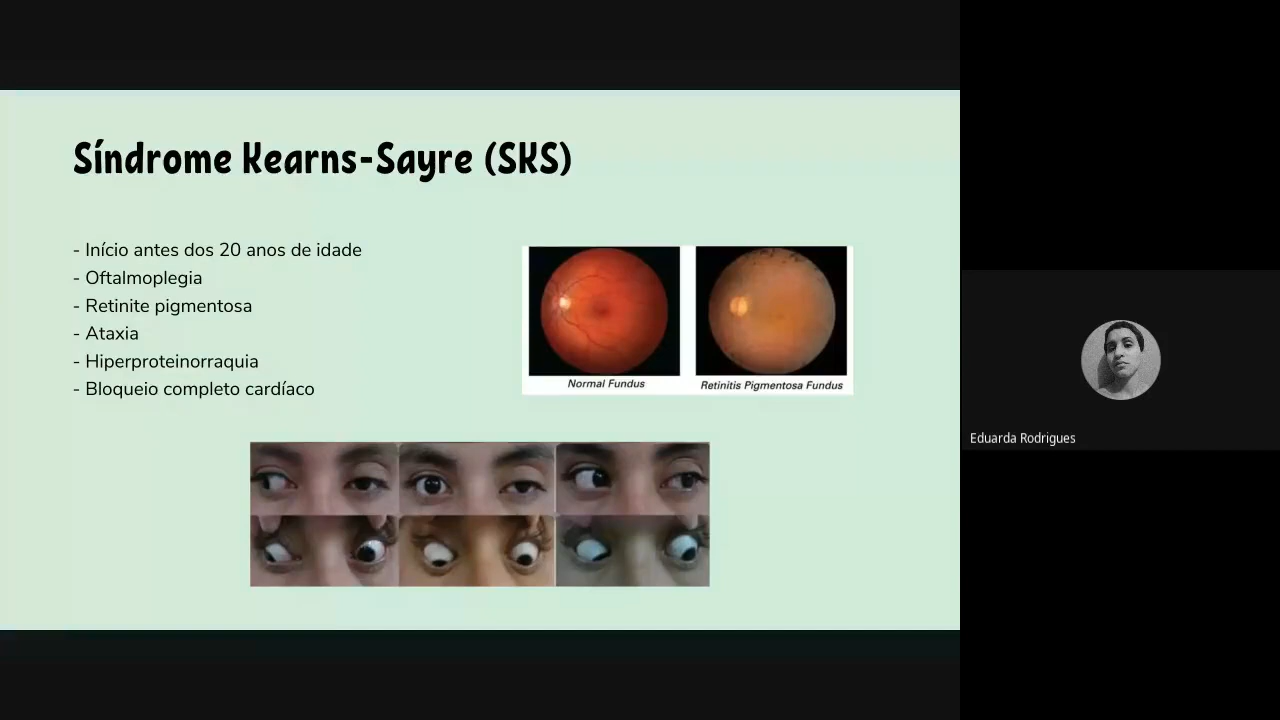 Síndrome Kearns-Sayre (SKS)
- Início antes dos 20 anos de idade
- Oftalmoplegia
- Retinite pigmentosa
- Ataxia
- Hiperproteinorraquia
- Bloqueio completo cardíaco
Normal Fundus
Retinitis Pigmentosa Fundus
Eduarda Rodrigues